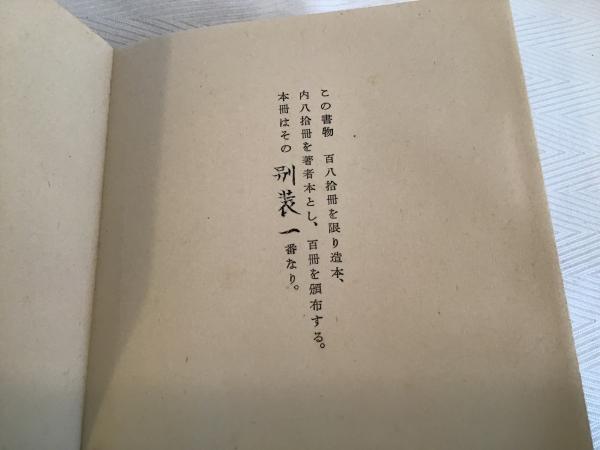 この書物 百八拾冊を限り造本、
内八拾冊を著者本とし、百冊を頒布する。
本冊はその 別装一番なり。